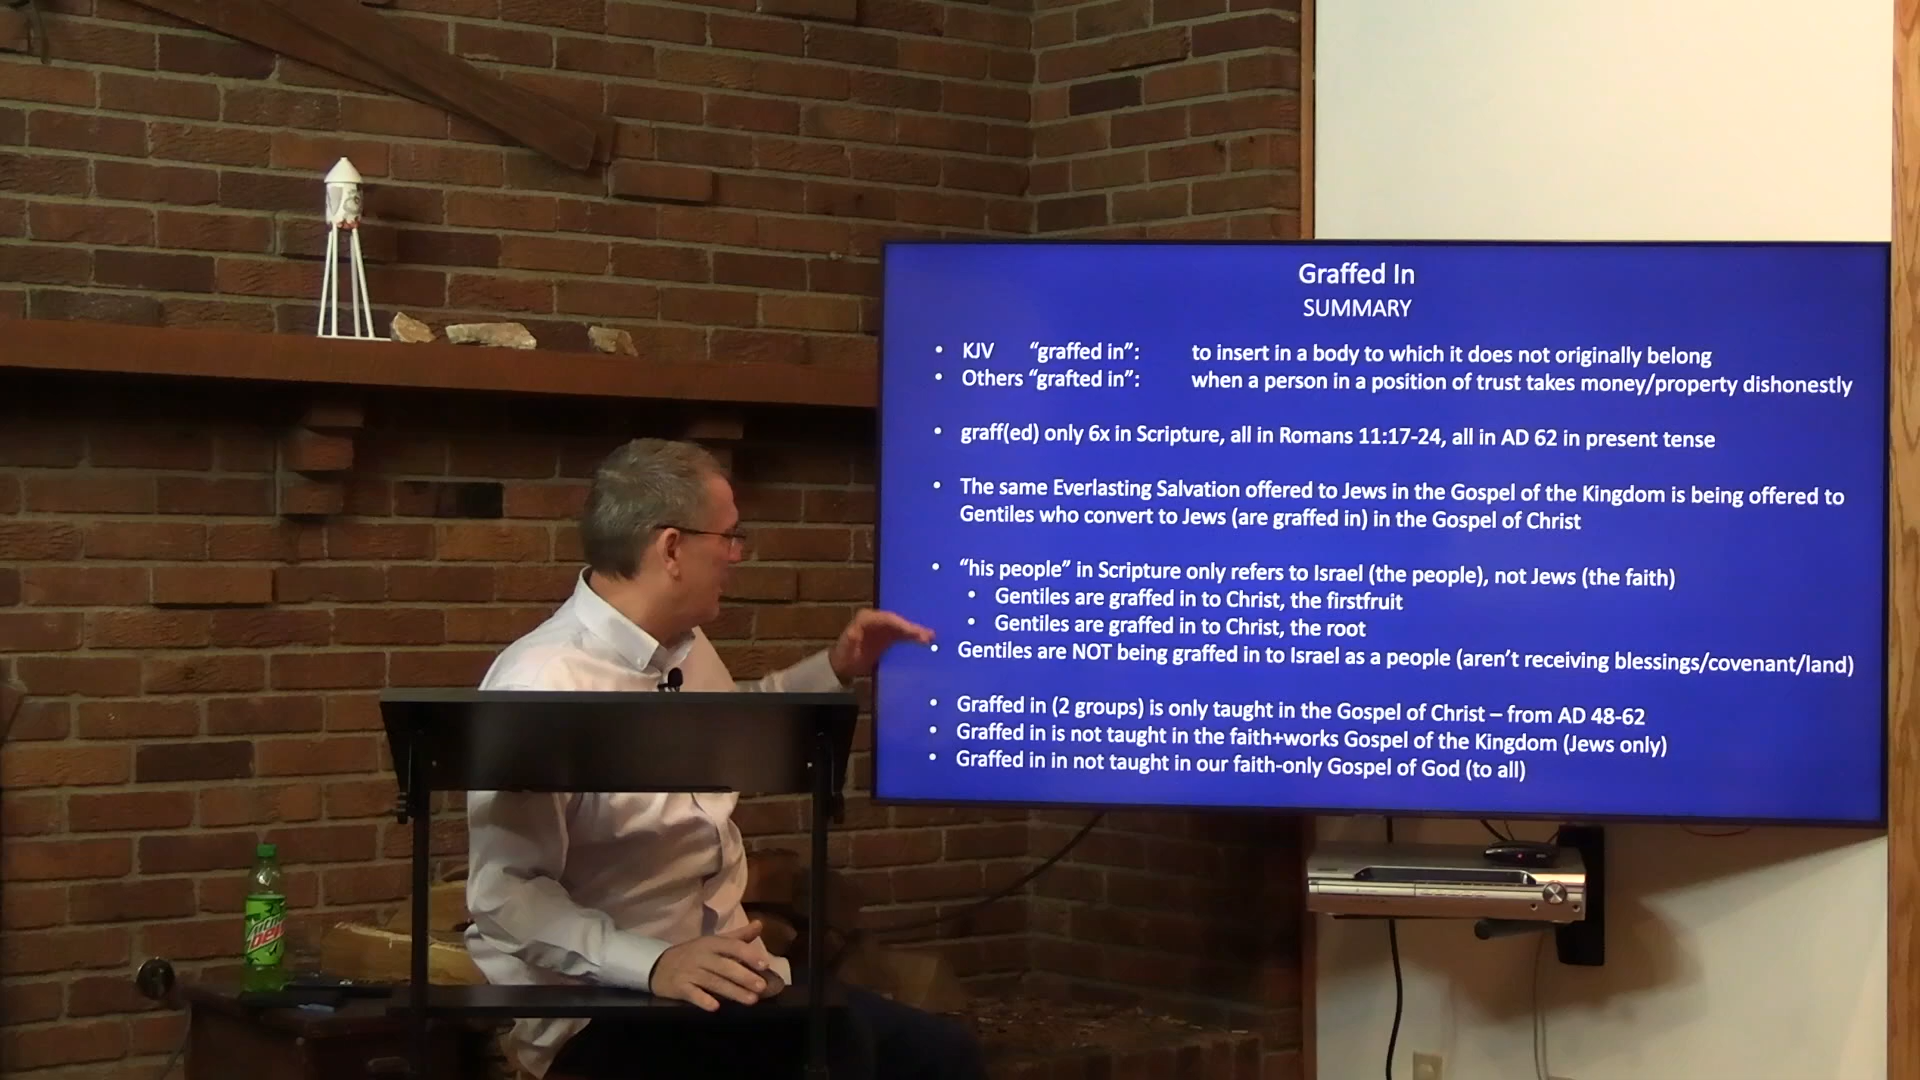 Graffed In
SUMMARY
• KJV "graffed in": to insert in a body to which it does not originally belong
• Others "grafted in": when a person in a position of trust takes money/property dishonestly
• graff(ed) only 6x in Scripture, all in Romans 11:17-24, all in AD 62 in present tense
• The same Everlasting Salvation offered to Jews in the Gospel of the Kingdom is being offered to
Gentiles who convert to Jews (are graffed in) in the Gospel of Christ
• "his people" in Scripture only refers to Israel (the people), not Jews (the faith)
• Gentiles are graffed in to Christ, the firstfruit
• Gentiles are graffed in to Christ, the root
• Gentiles are NOT being graffed in to Israel as a people (aren't receiving blessings/covenant/land)
• Graffed in (2 groups) is only taught in the Gospel of Christ – from AD 48-62
• Graffed in is not taught in the faith+works Gospel of the Kingdom (Jews only)
• Graffed in in not taught in our faith-only Gospel of God (to all)
Mtn
Dew